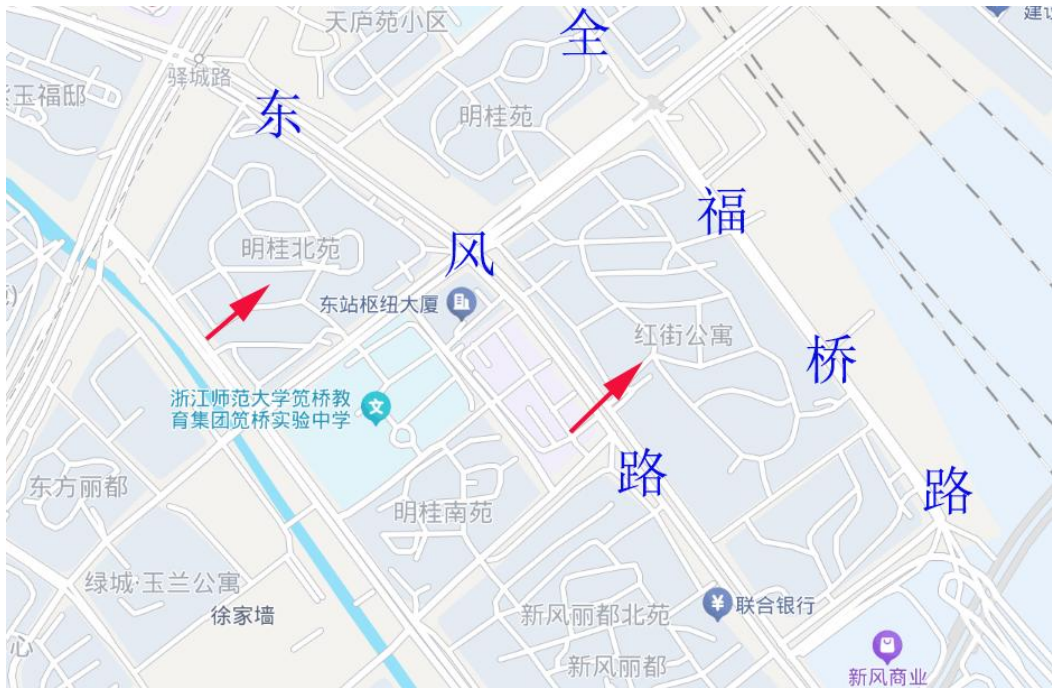 天庐苑小区
全
建设
驿城路
紫玉福邸
东
明桂苑
福
明桂北苑
风
东站枢纽大厦
红街公寓
桥
浙江师范大学笕桥教
育集团笕桥实验中学
东方丽都
明桂南苑
路
路
绿城·玉兰公寓
徐家墙
新风丽都北苑
联合银行
心
新风丽都
新风商业